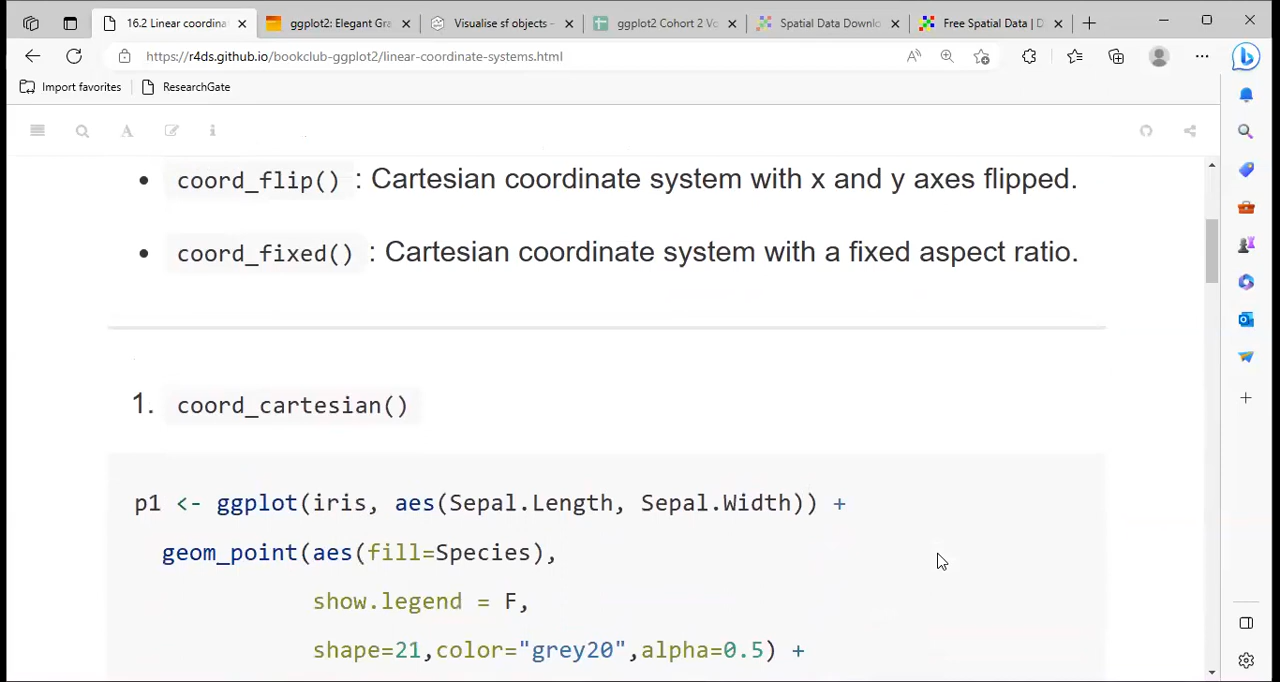 16.2 Linear coordina
ggplot2: Elegant Gra
Visualise sf objects –
ggplot2 Cohort 2 Vo
Spatial Data Downlo
Free Spatial Data | D
https://r4ds.github.io/bookclub-ggplot2/linear-coordinate-systems.html
Import favorites
ResearchGate
• coord_flip() : Cartesian coordinate system with x and y axes flipped.
• coord_fixed() : Cartesian coordinate system with a fixed aspect ratio.
1. coord_cartesian()
p1 <- ggplot(iris, aes(Sepal.Length, Sepal.Width)) +
geom_point(aes(fill=Species),
show.legend = F,
shape=21,color="grey20",alpha=0.5) +